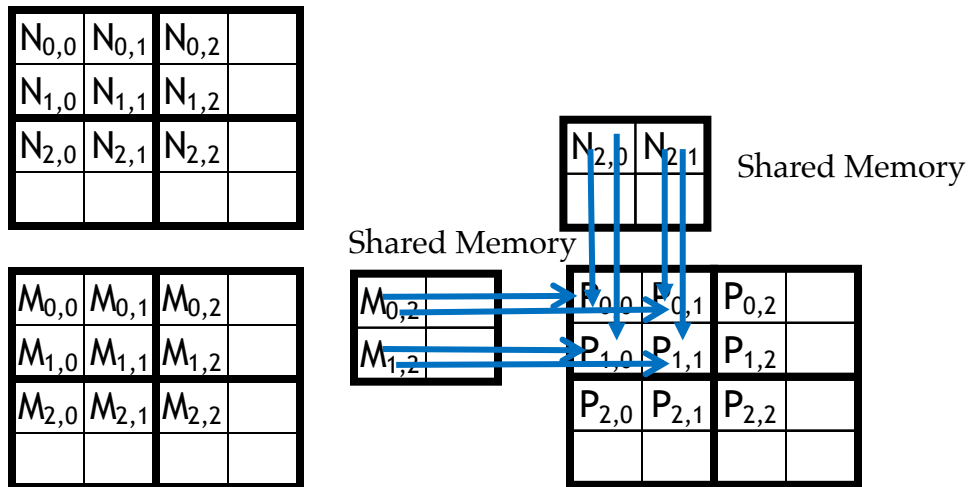 N0,0 N0,1 N0,2
N1,0 N1,1 N1,2
N2,0 N2,1 N2,2
N2,0 N2,1
Shared Memory
Shared Memory
M0,0 M0,1 M0,2
M1,0 M1,1 M1,2
M2,0 M2,1 M2,2
M0,2
M1,2
P0,0 P0,1 P0,2
P1,0 P1,1 P1,2
P2,0 P2,1 P2,2